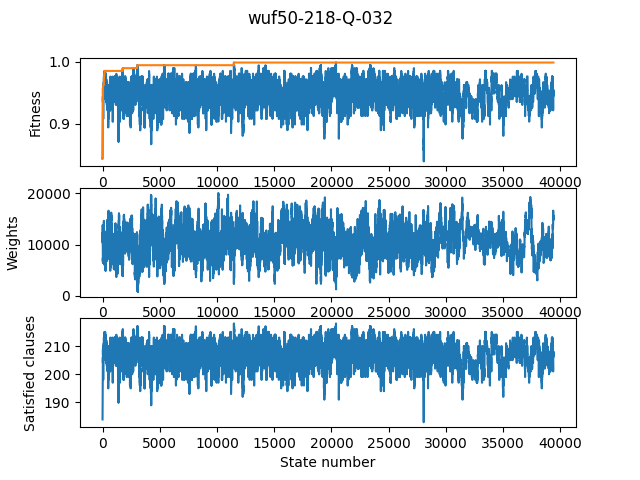 wuf50-218-Q-032
1.0
0.9
Fitness
0 5000 10000 15000 20000 25000 30000 35000 40000
20000
10000
0
Weights
0 5000 10000 15000 20000 25000 30000 35000 40000
210
200
190
Satisfied clauses
0 5000 10000 15000 20000 25000 30000 35000 40000
State number